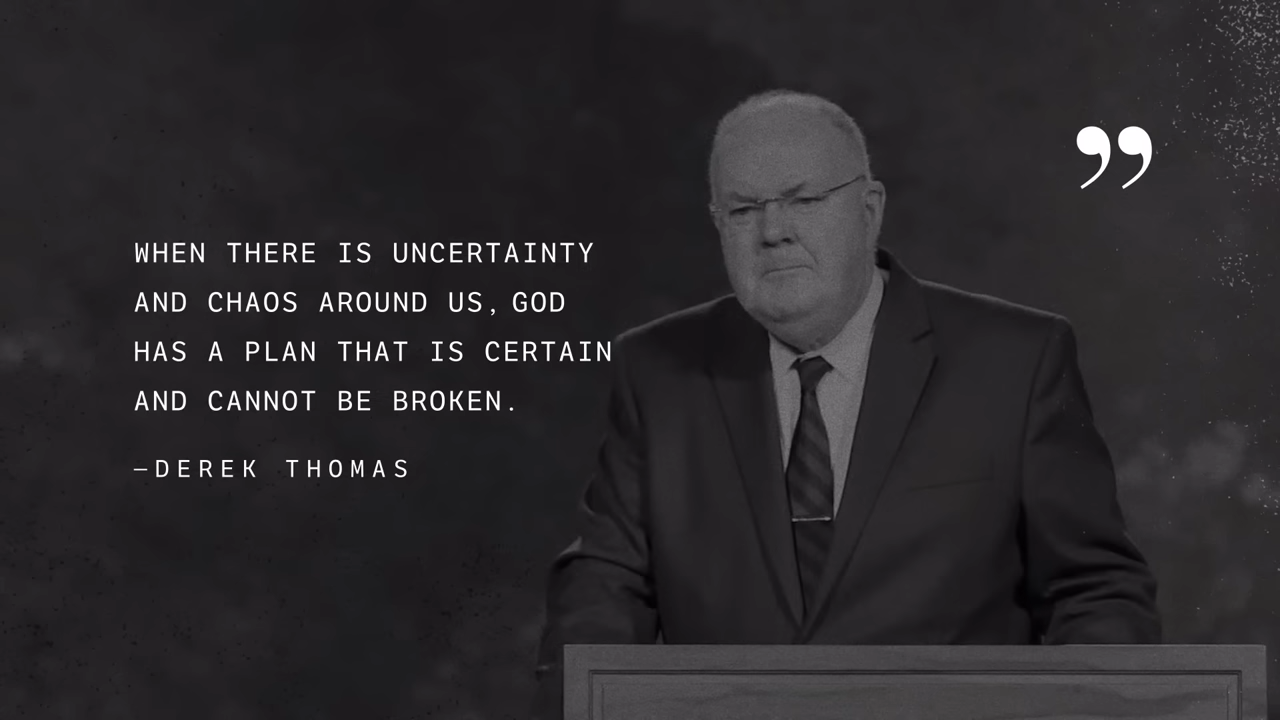 ”
WHEN THERE IS UNCERTAINTY
AND CHAOS AROUND US, GOD
HAS A PLAN THAT IS CERTAIN
AND CANNOT BE BROKEN.
—DEREK THOMAS